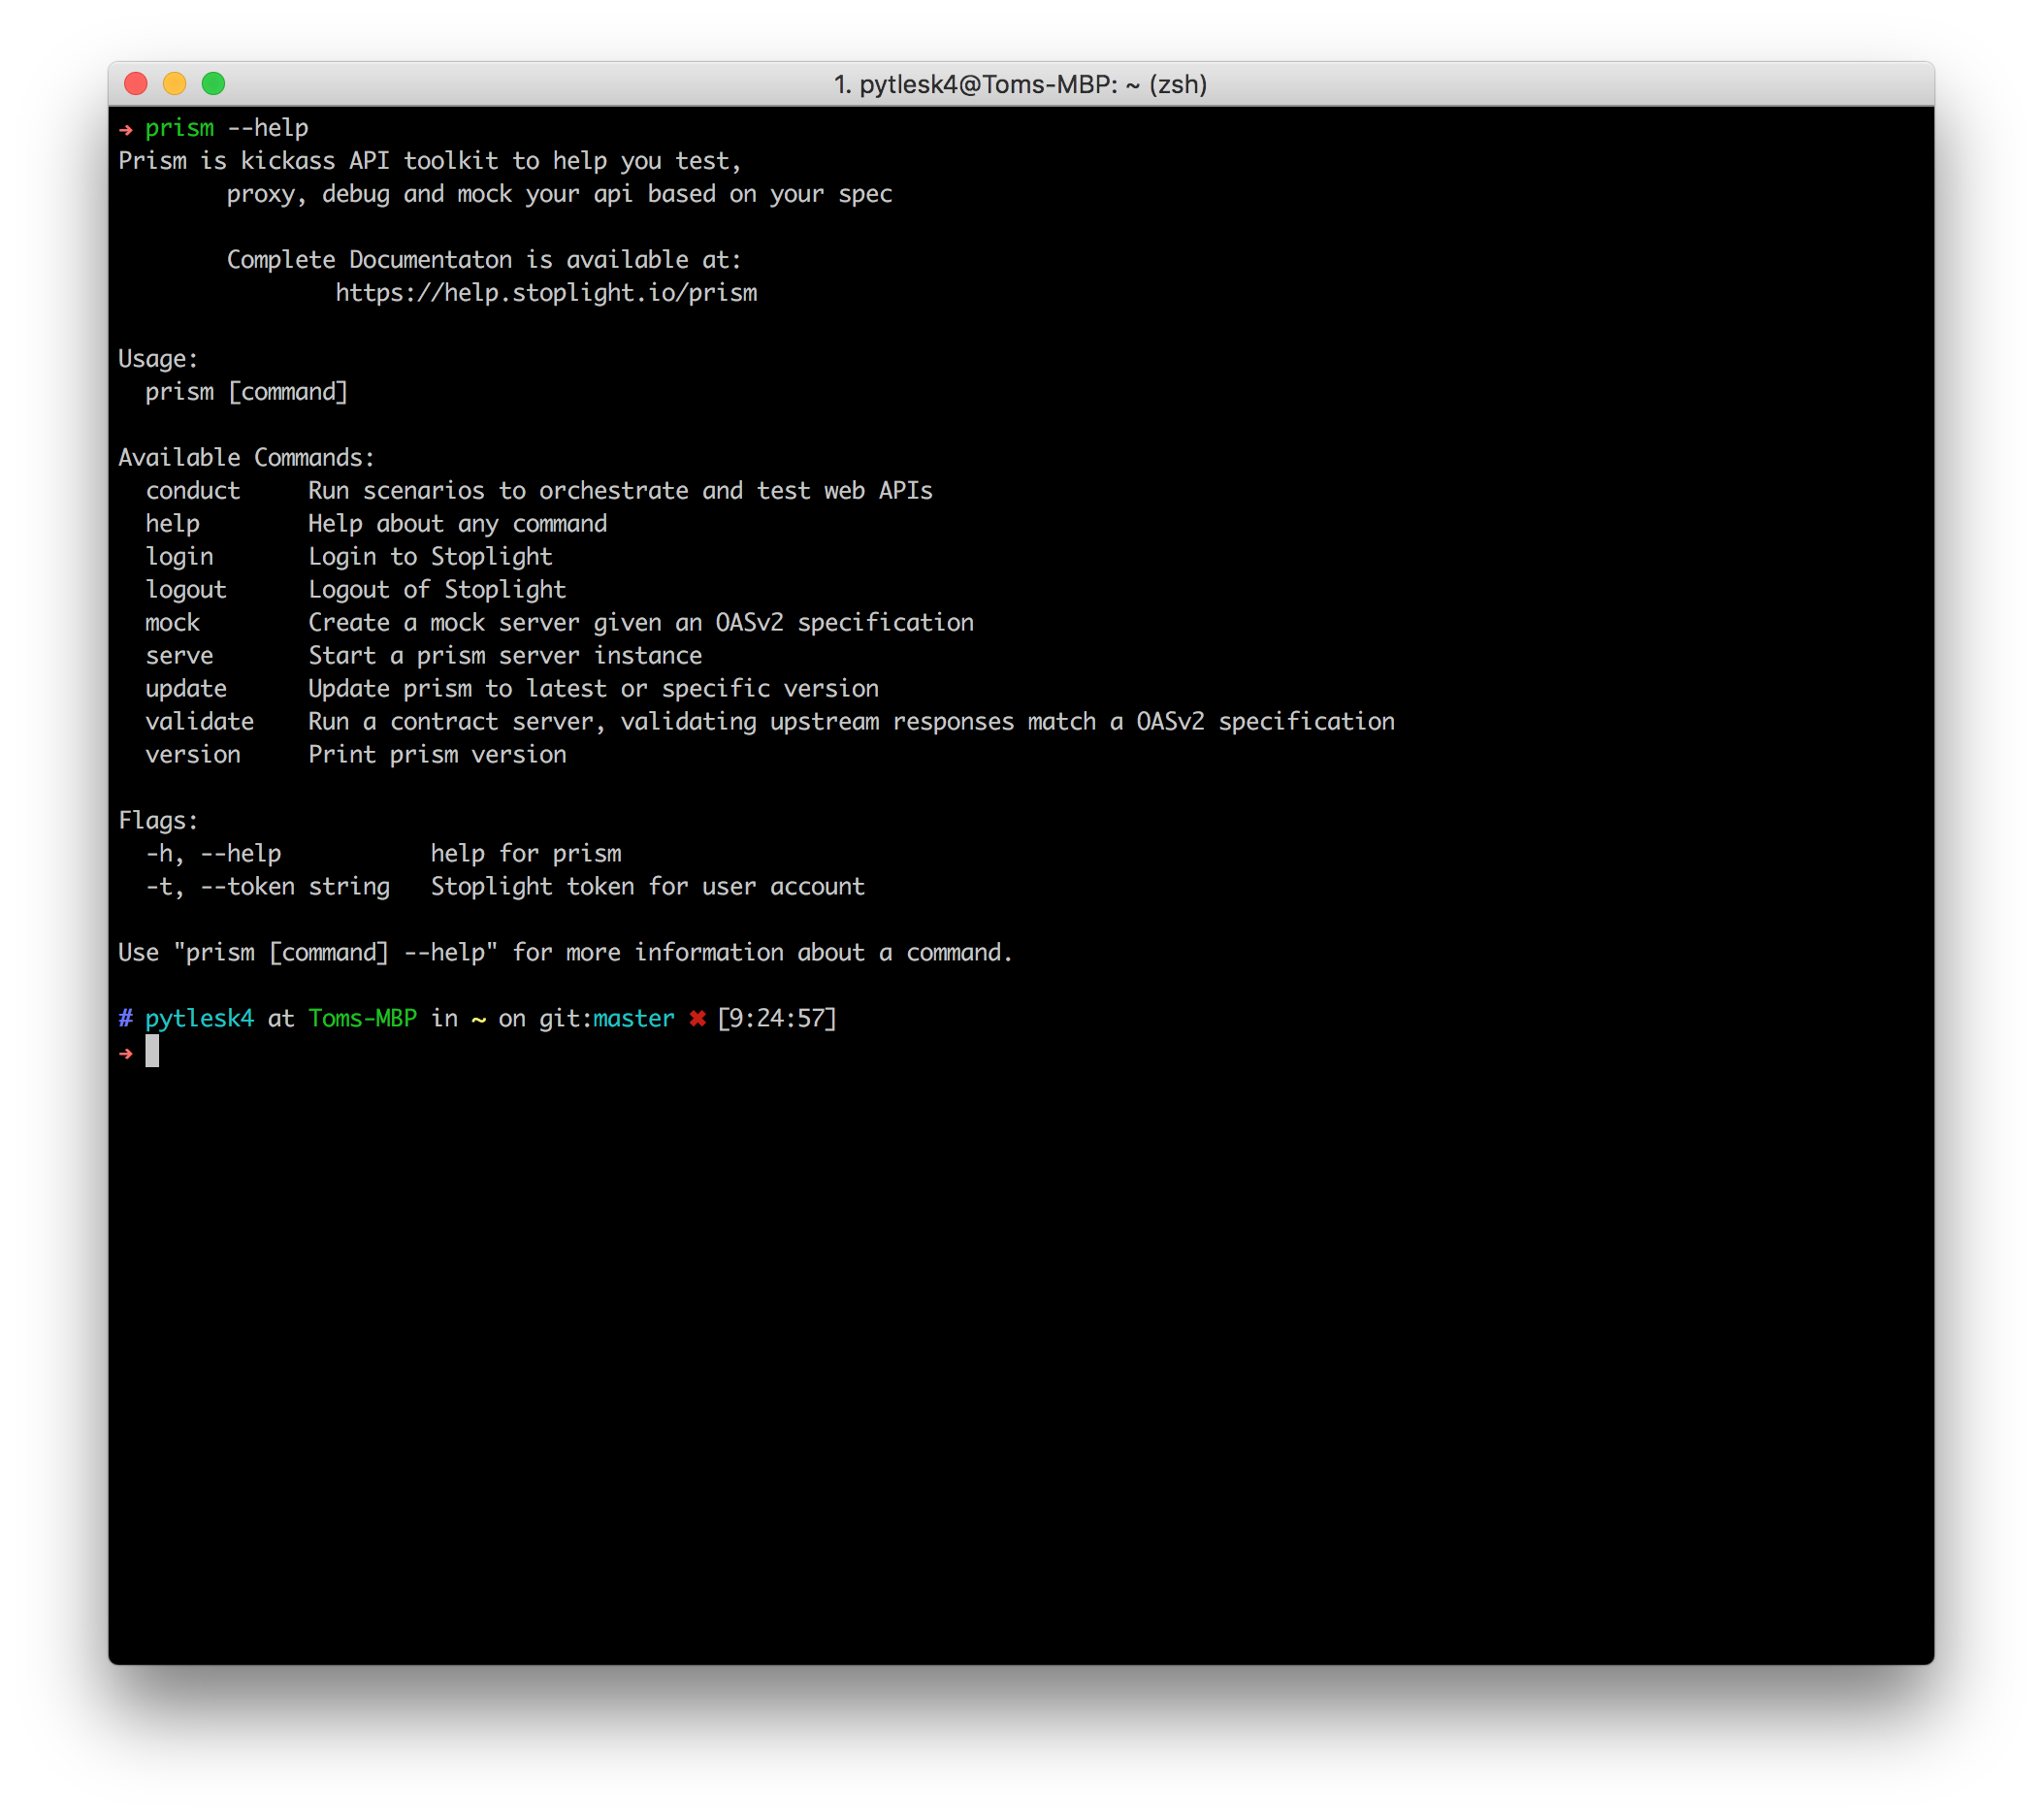 1. pytlesk4@Toms-MBP: ~ (zsh)
➜ prism --help
Prism is kickass API toolkit to help you test,
proxy, debug and mock your api based on your spec
Complete Documentaton is available at:
https://help.stoplight.io/prism
Usage:
prism [command]
Available Commands:
conduct     Run scenarios to orchestrate and test web APIs
help        Help about any command
login       Login to Stoplight
logout      Logout of Stoplight
mock        Create a mock server given an OASv2 specification
serve       Start a prism server instance
update      Update prism to latest or specific version
validate    Run a contract server, validating upstream responses match a OASv2 specification
version     Print prism version
Flags:
-h, --help           help for prism
-t, --token string   Stoplight token for user account
Use "prism [command] --help" for more information about a command.
# pytlesk4 at Toms-MBP in ~ on git:master ✖ [9:24:57]
➜